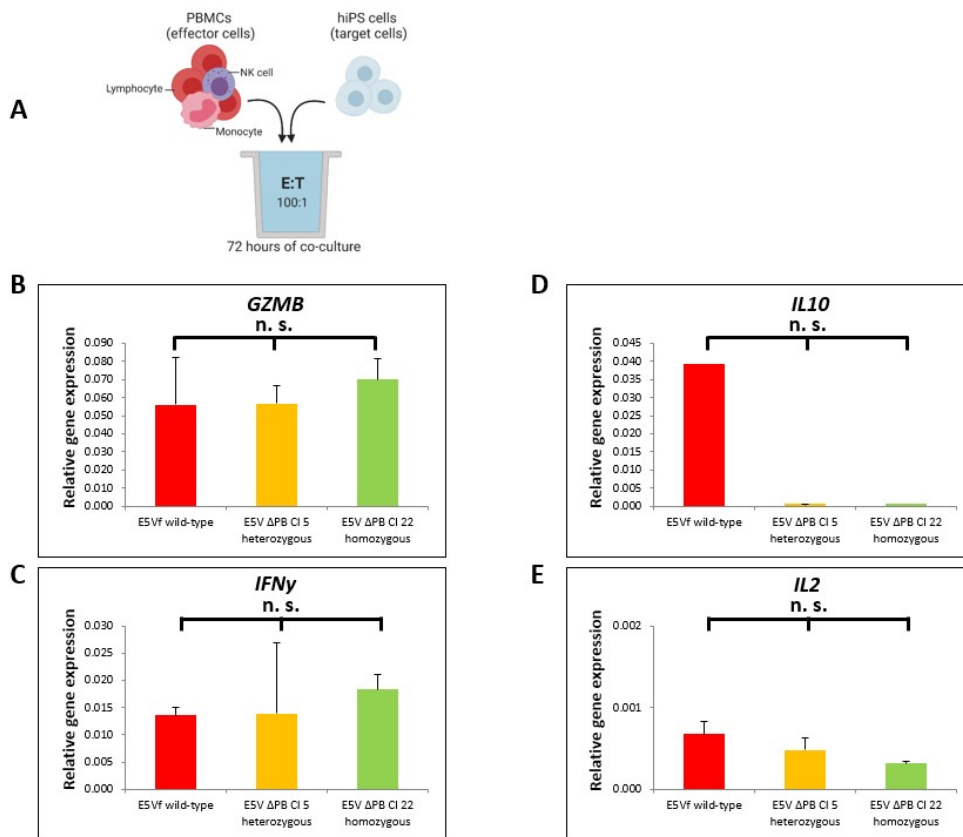 A
PBMCs
(effector cells)
hiPS cells
(target cells)
NK cell
Lymphocyte
Monocyte
E:T
100:1
72 hours of co-culture
B
GZMB
n. s.
Relative gene expression
0.090
0.080
0.070
0.060
0.050
0.040
0.030
0.020
0.010
0.000
E5Vf wild-type
E5V ΔPB Cl 5
heterozygous
E5V ΔPB Cl 22
homozygous
D
IL10
n. s.
Relative gene expression
0.045
0.040
0.035
0.030
0.025
0.020
0.015
0.010
0.005
0.000
E5Vf wild-type
E5V ΔPB Cl 5
heterozygous
E5V ΔPB Cl 22
homozygous
C
IFNy
n. s.
Relative gene expression
0.030
0.025
0.020
0.015
0.010
0.005
0.000
E5Vf wild-type
E5V ΔPB Cl 5
heterozygous
E5V ΔPB Cl 22
homozygous
E
IL2
n. s.
Relative gene expression
0.002
0.001
0.000
E5Vf wild-type
E5V ΔPB Cl 5
heterozygous
E5V ΔPB Cl 22
homozygous